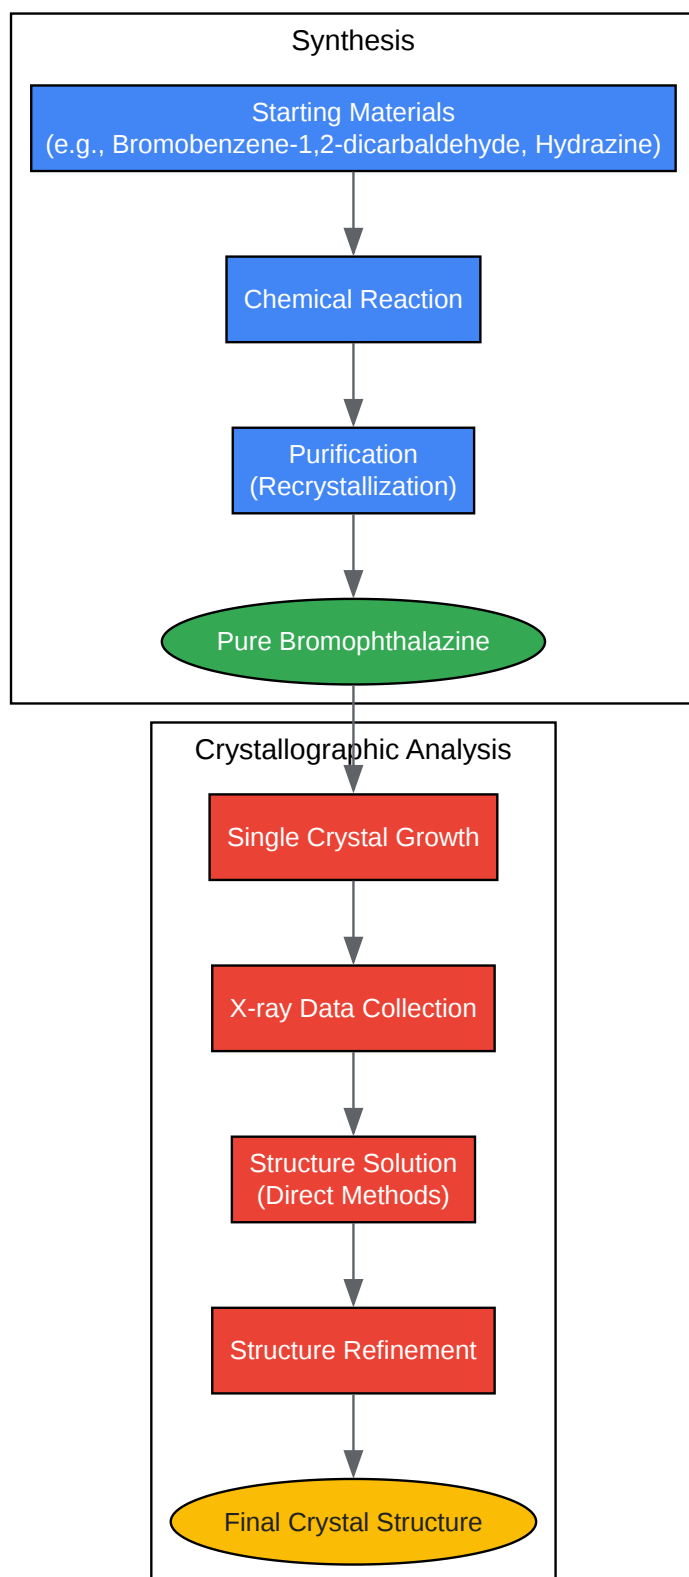 Synthesis
Starting Materials
(e.g., Bromobenzene-1,2-dicarbaldehyde, Hydrazine)
Chemical Reaction
Purification
(Recrystallization)
Pure Bromophthalazine
Crystallographic Analysis
Single Crystal Growth
X-ray Data Collection
Structure Solution
(Direct Methods)
Structure Refinement
Final Crystal Structure